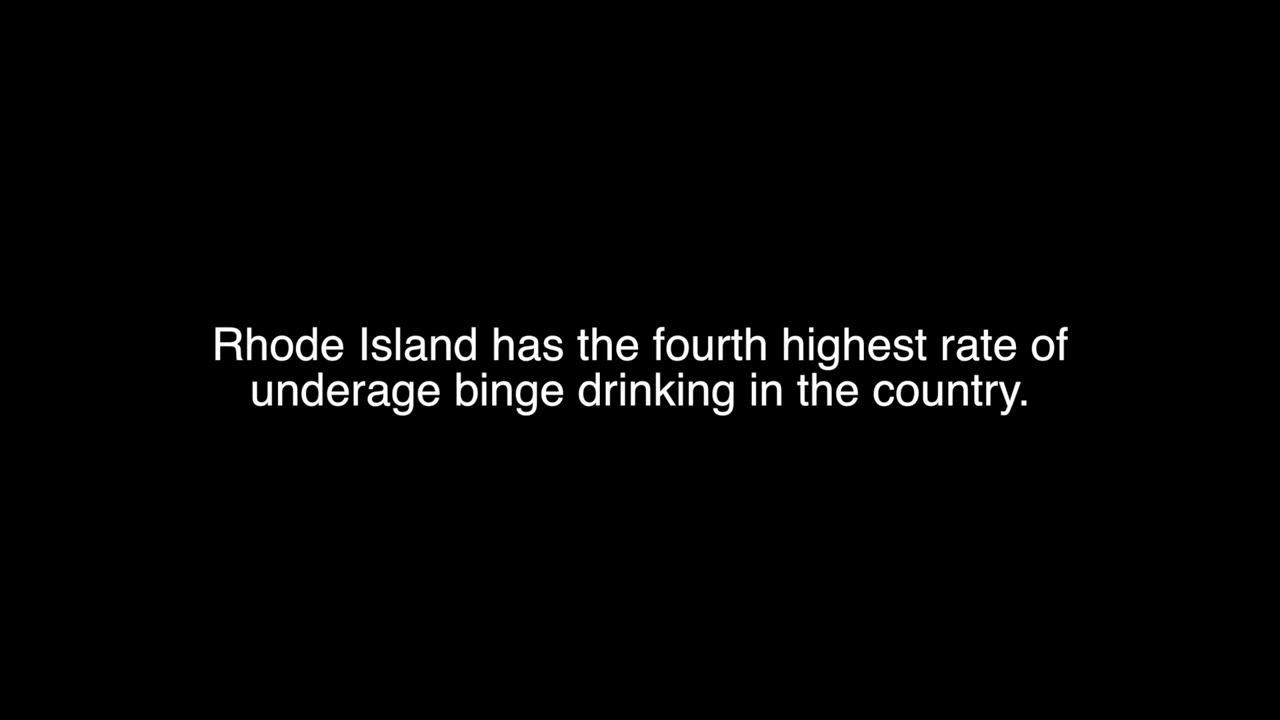 Rhode Island has the fourth highest rate of
underage binge drinking in the country.